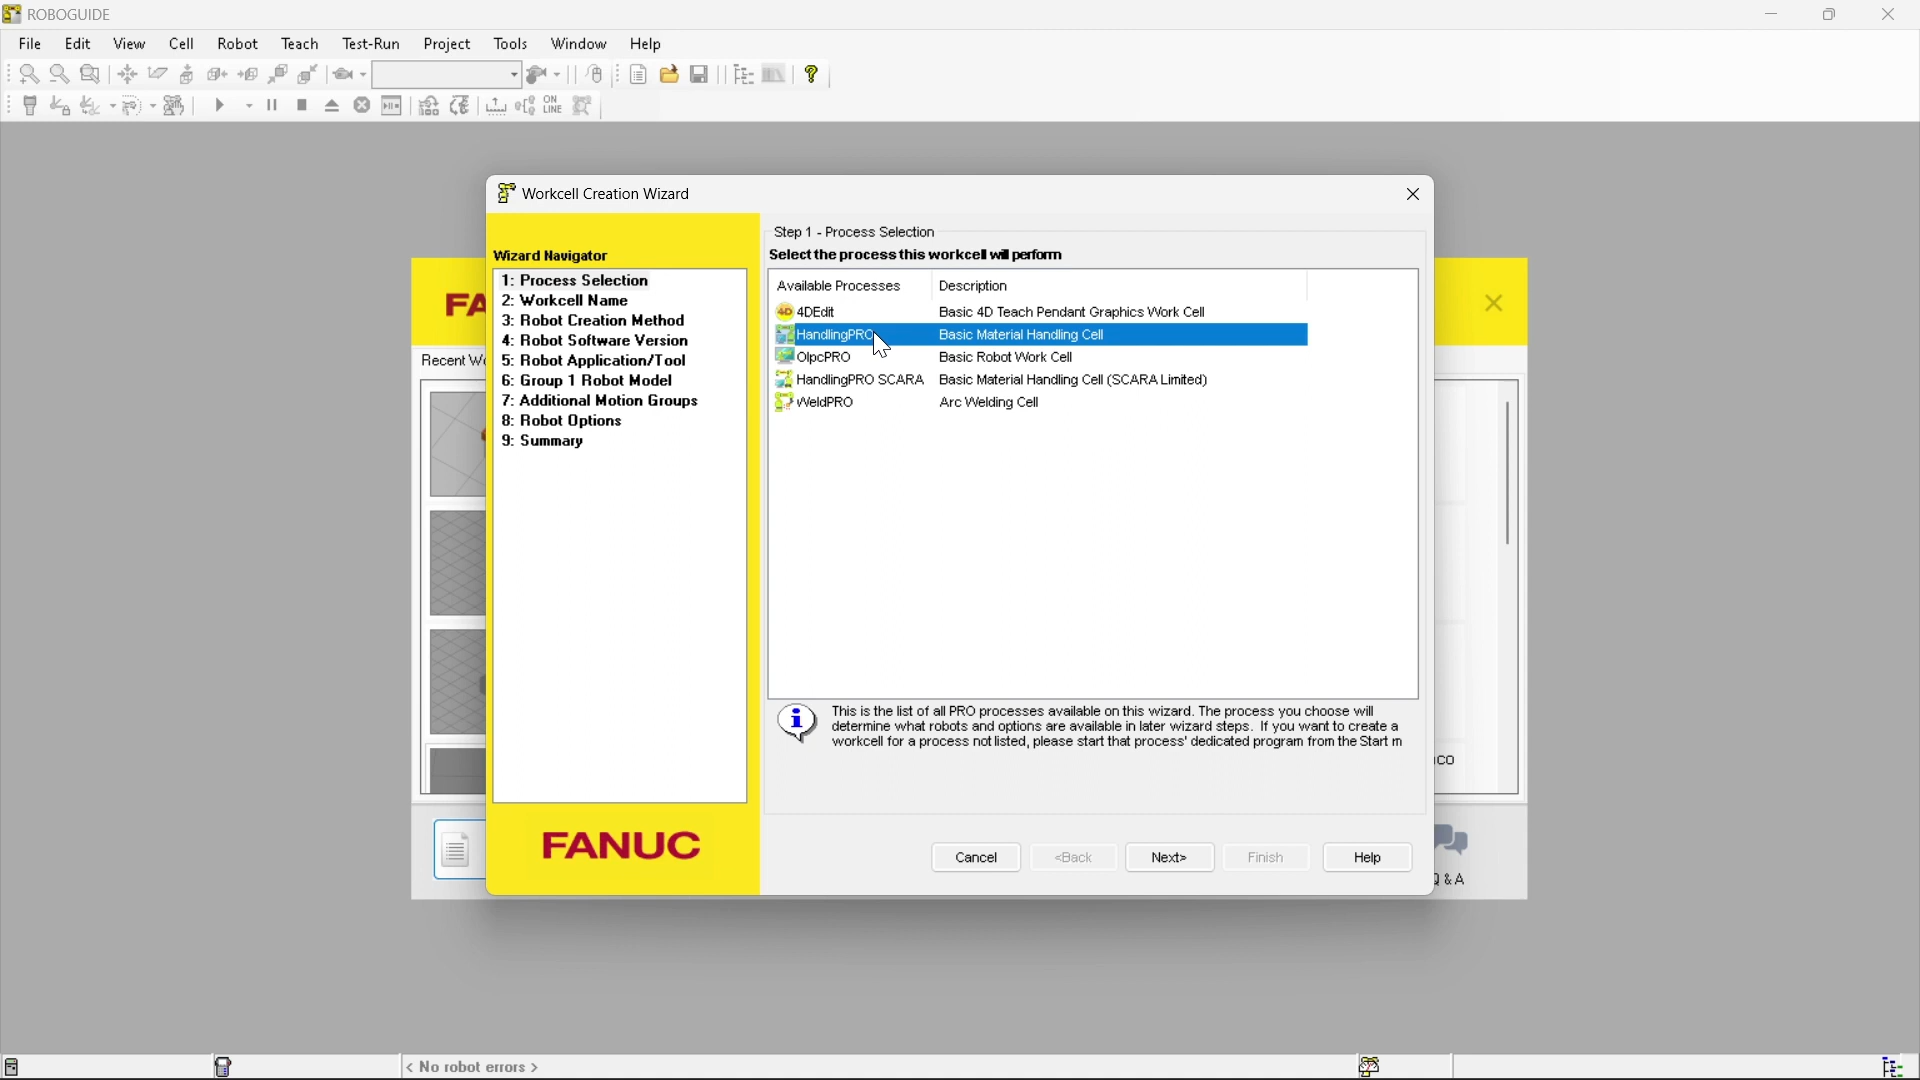 ROBOGUIDE
File Edit View Cell Robot Teach Test-Run Project Tools Window Help
ON LINE
Workcell Creation Wizard
Wizard Navigator
1: Process Selection
2: Workcell Name
3: Robot Creation Method
4: Robot Software Version
5: Robot Application/Tool
6: Group 1 Robot Model
7: Additional Motion Groups
8: Robot Options
9: Summary
FANUC
Step 1 - Process Selection
Select the process this workcell will perform
Available Processes Description
4DEdit Basic 4D Teach Pendant Graphics Work Cell
HandlingPRO Basic Material Handling Cell
OlpcPRO Basic Robot Work Cell
HandlingPRO SCARA Basic Material Handling Cell (SCARA Limited)
WeldPRO Arc Welding Cell
This is the list of all PRO processes available on this wizard. The process you choose will
determine what robots and options are available in later wizard steps. If you want to create a
workcell for a process not listed, please start that process' dedicated program from the Start m
Cancel <Back Next> Finish Help
FA
Recent W
co
& A
< No robot errors >